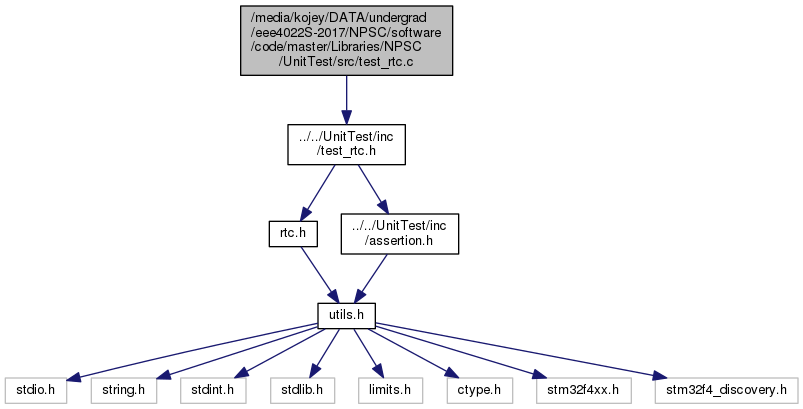 /media/kojey/DATA/undergrad
/eee4022S-2017/NPSC/software
/code/master/Libraries/NPSC
/UnitTest/src/test_rtc.c
../../UnitTest/inc
/test_rtc.h
rtc.h
../../UnitTest/inc
/assertion.h
utils.h
stdio.h
string.h
stdint.h
stdlib.h
limits.h
ctype.h
stm32f4xx.h
stm32f4_discovery.h